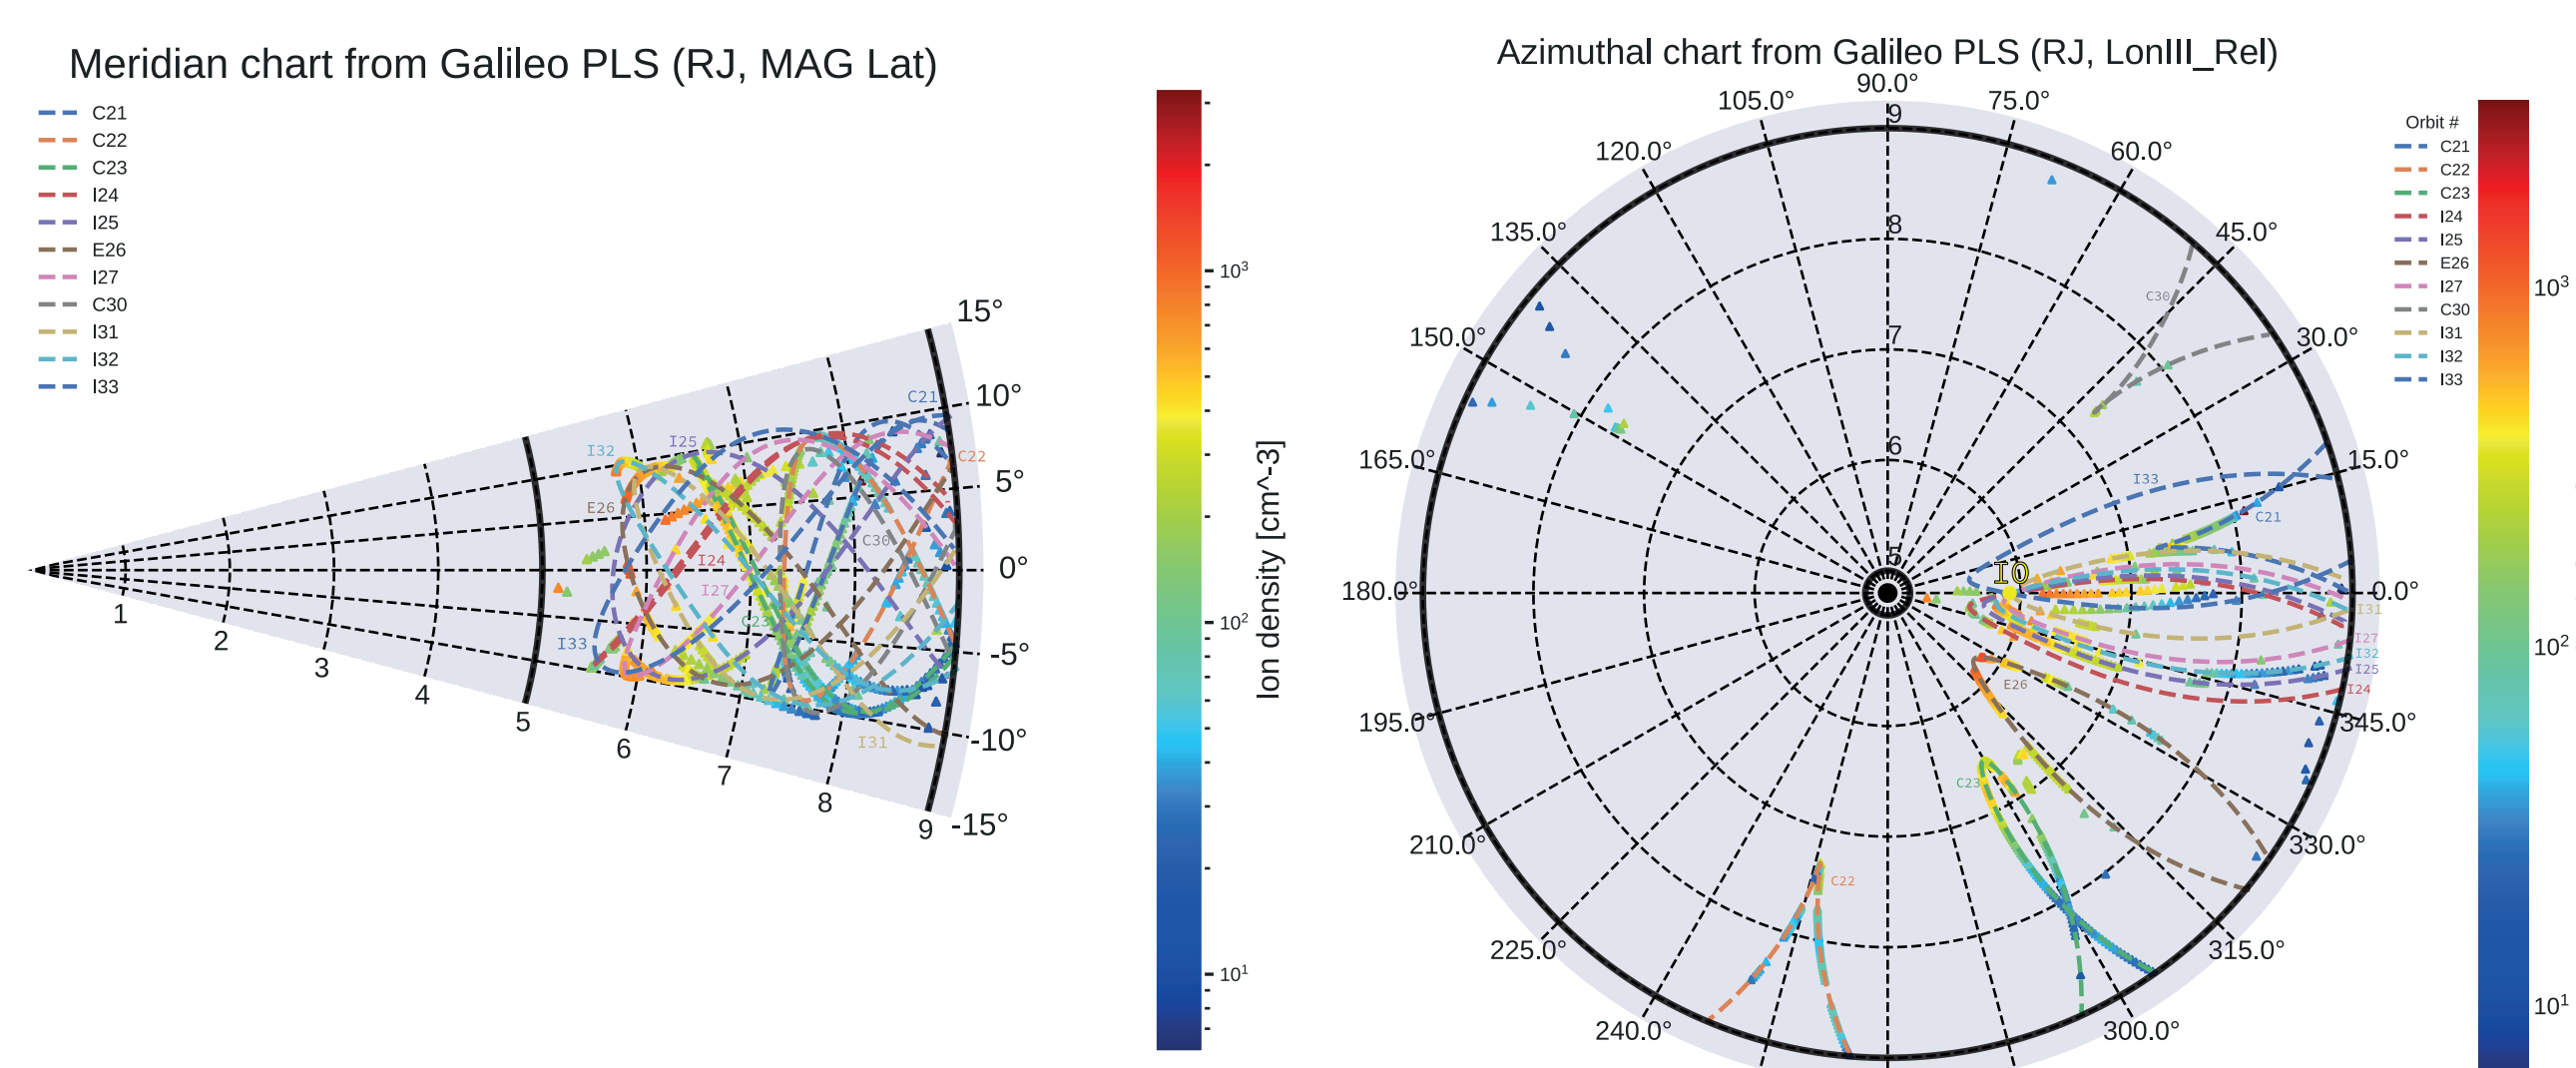 Meridian chart from Galileo PLS (RJ, MAG Lat)
C21
C22
C23
I24
I25
E26
I27
C30
I31
I32
I33
15°
10°
5°
0°
-5°
-10°
-15°
1
2
3
4
5
6
7
8
9
C21
C22
I25
I32
E26
C30
I24
I27
C23
I33
I31
10³
10²
10¹
Ion density [cm^-3]
Azimuthal chart from Galileo PLS (RJ, LonIII_Rel)
90.0°
105.0°
75.0°
120.0°
60.0°
135.0°
45.0°
150.0°
30.0°
165.0°
15.0°
180.0°
0.0°
195.0°
345.0°
210.0°
330.0°
225.0°
315.0°
240.0°
300.0°
9
8
7
6
5
C30
I33
C21
IO
I31
I27
I32
I25
I24
E26
C23
C22
Orbit #
C21
C22
C23
I24
I25
E26
I27
C30
I31
I32
I33
10³
10²
10¹